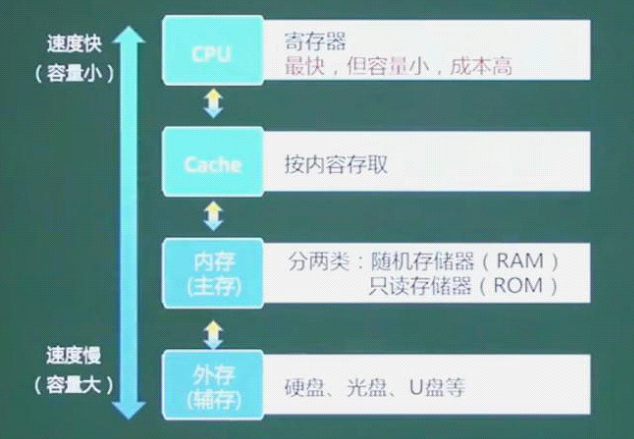 速度快
（容量小）
CPU
寄存器
最快，但容量小，成本高
Cache
按内容存取
内存
(主存)
分两类：随机存储器（RAM）
只读存储器（ROM）
速度慢
（容量大）
外存
(辅存)
硬盘、光盘、U盘等